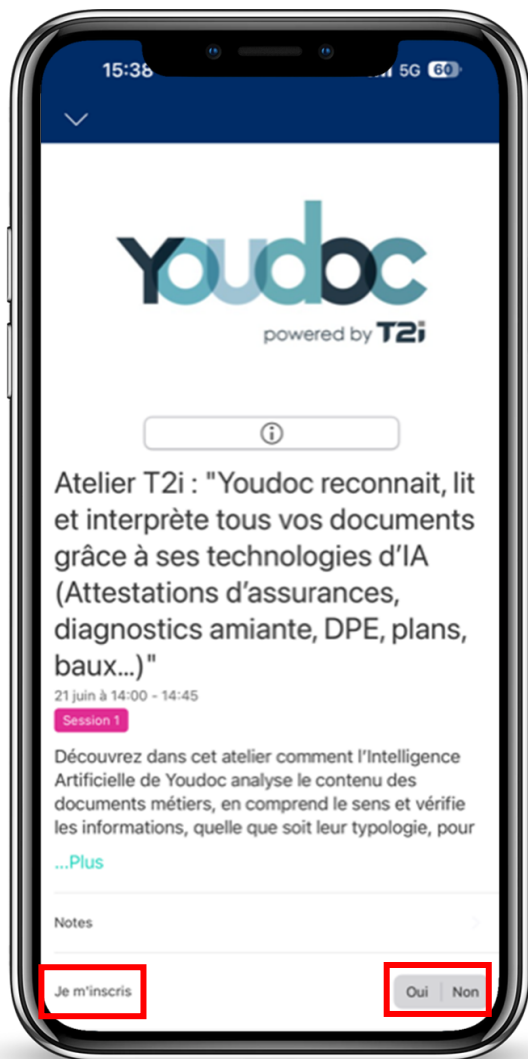 15:38 5G 60
Youdoc
powered by T2i
Atelier T2i : "Youdoc reconnait, lit
et interprète tous vos documents
grâce à ses technologies d'IA
(Attestations d'assurances,
diagnostics amiante, DPE, plans,
baux...)"
21 juin à 14:00 - 14:45
Session 1
Découvrez dans cet atelier comment l'Intelligence
Artificielle de Youdoc analyse le contenu des
documents métiers, en comprend le sens et vérifie
les informations, quelle que soit leur typologie, pour
...Plus
Notes
Je m'inscris Oui Non